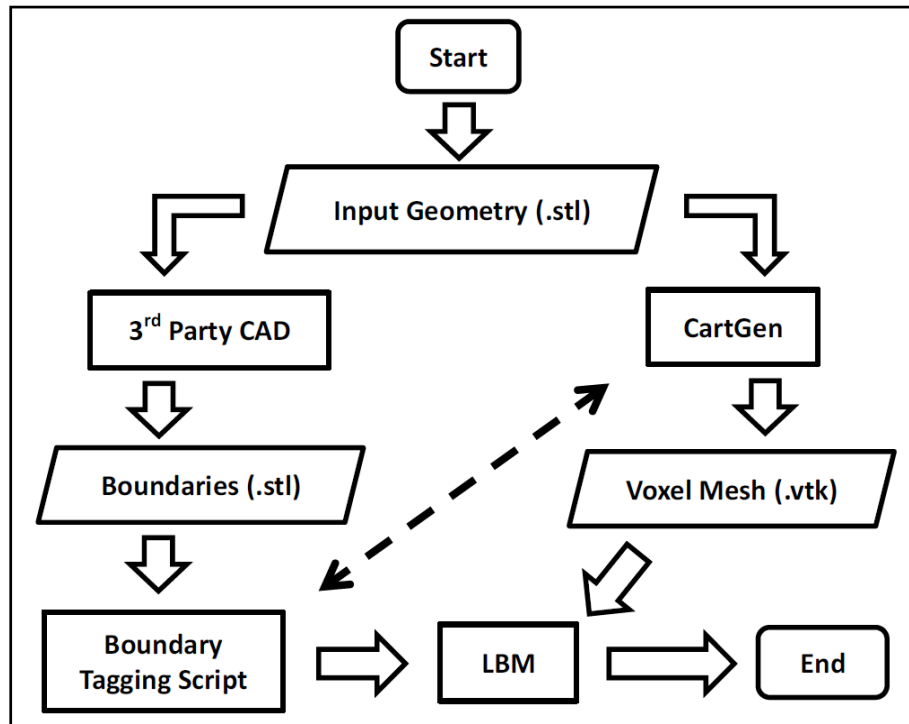 Start
Input Geometry (.stl)
3rd Party CAD
CartGen
Boundaries (.stl)
Voxel Mesh (.vtk)
Boundary
Tagging Script
LBM
End